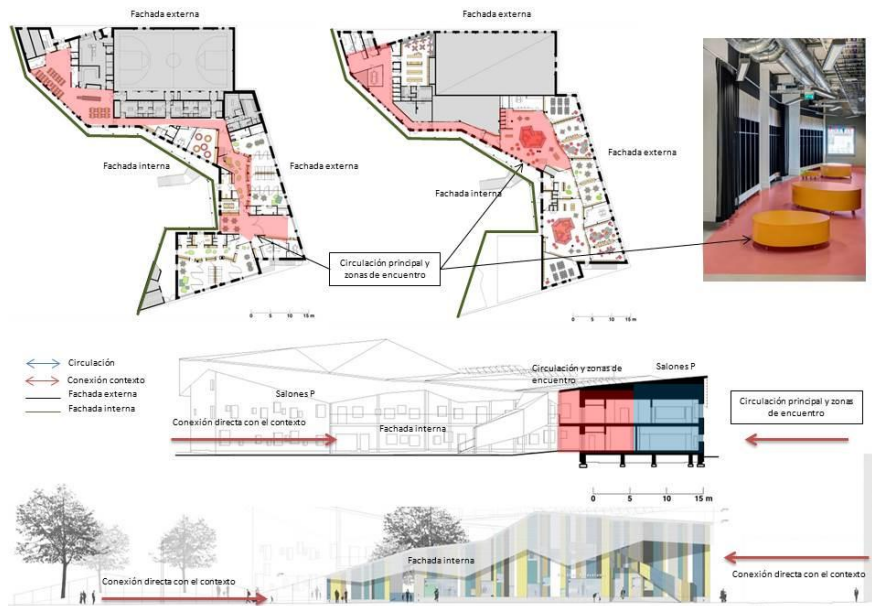 Fachada externa
Fachada externa
Fachada interna
Fachada externa
Fachada externa
Fachada interna
Circulación principal y
zonas de encuentro
0 5 10 15 m
0 5 10 15 m
Circulación
Conexión contexto
Fachada externa
Fachada interna
Salones P
Circulación y zonas de
encuentro
Salones P
Conexión directa con el contexto
Fachada interna
Circulación principal y zonas
de encuentro
0 5 10 15 m
Fachada interna
Conexión directa con el contexto
Conexión directa con el contexto